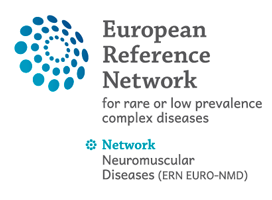 European
Reference
Network
for rare or low prevalence
complex diseases
Network
Neuromuscular
Diseases (ERN EURO-NMD)